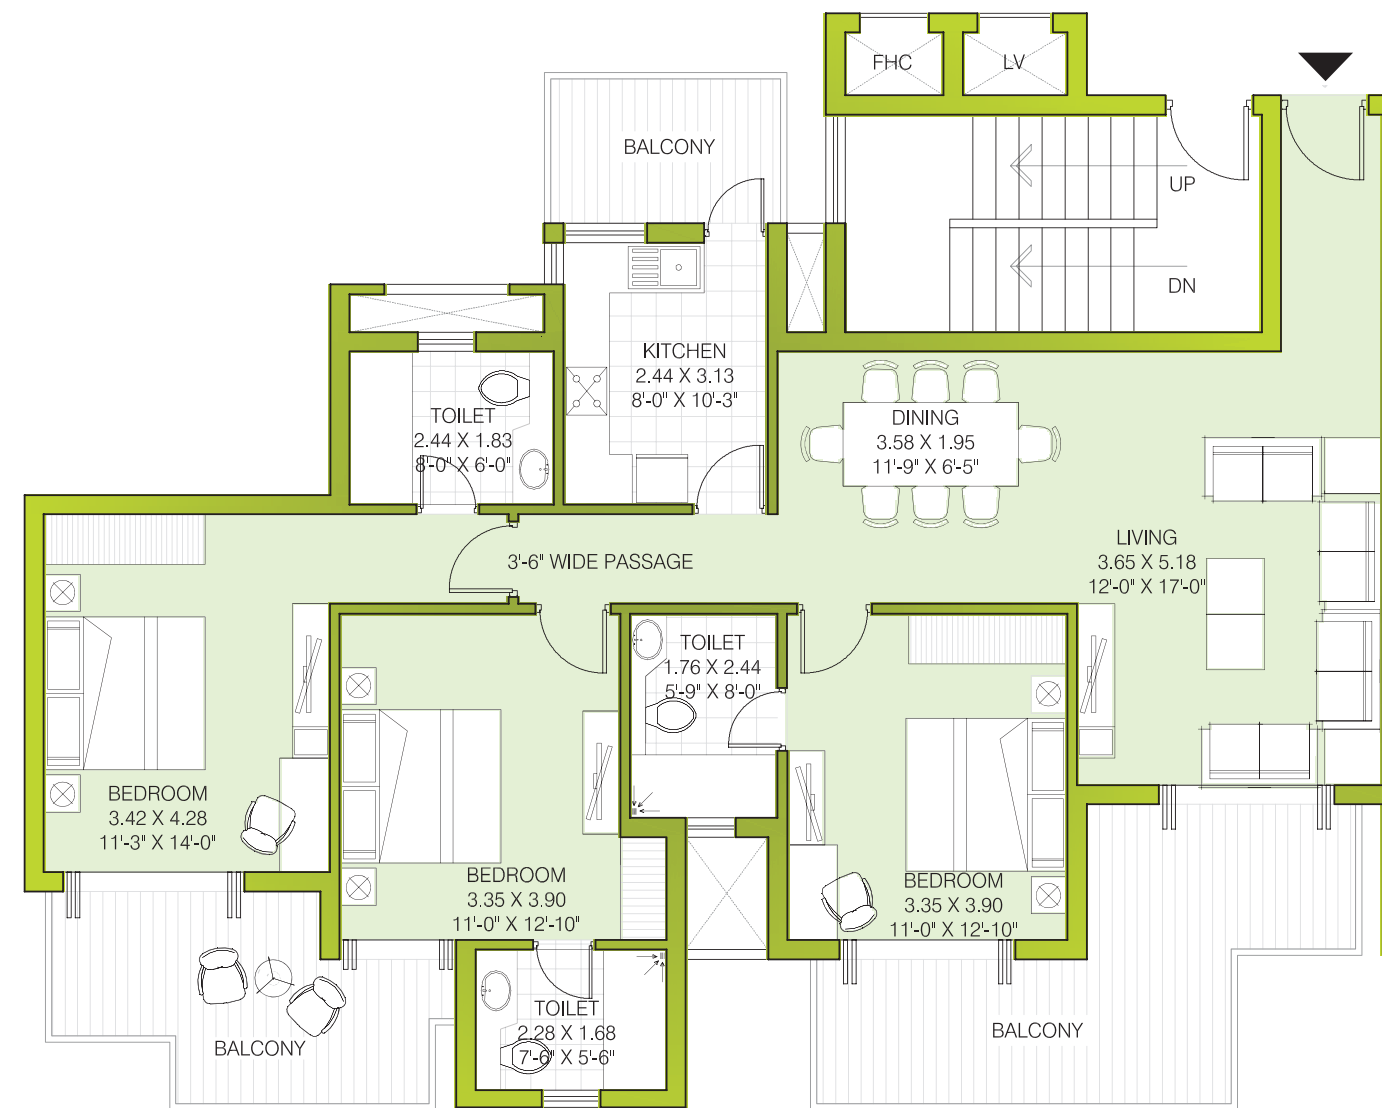 FHC
LV
BALCONY
UP
DN
KITCHEN
2.44 X 3.13
8'-0" X 10'-3"
TOILET
2.44 X 1.83
8'-0" X 6'-0"
DINING
3.58 X 1.95
11'-9" X 6'-5"
LIVING
3.65 X 5.18
12'-0" X 17'-0"
3'-6" WIDE PASSAGE
TOILET
1.76 X 2.44
5'-9" X 8'-0"
BEDROOM
3.42 X 4.28
11'-3" X 14'-0"
BEDROOM
3.35 X 3.90
11'-0" X 12'-10"
BEDROOM
3.35 X 3.90
11'-0" X 12'-10"
TOILET
2.28 X 1.68
7'-6" X 5'-6"
BALCONY
BALCONY